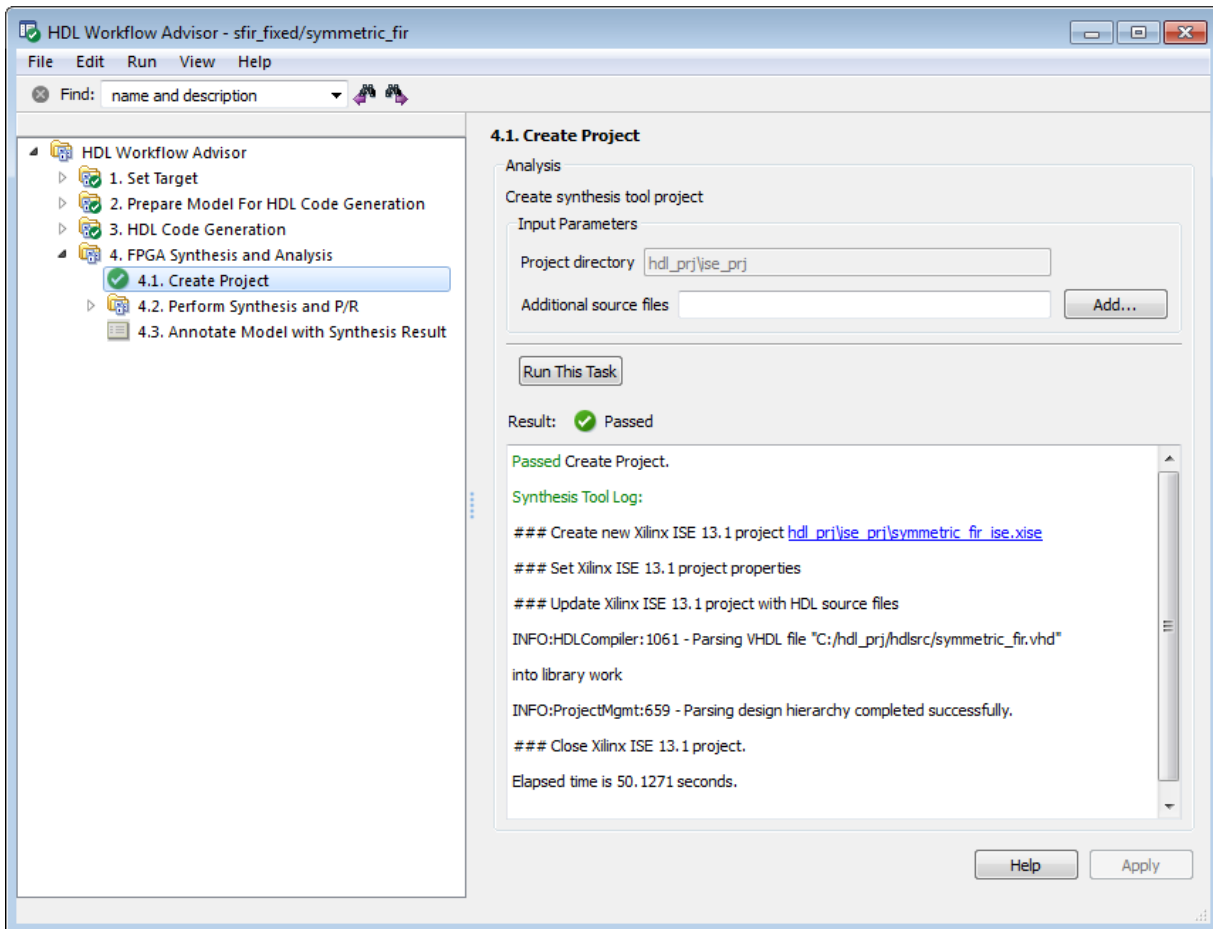 HDL Workflow Advisor - sfir_fixed/symmetric_fir
File Edit Run View Help
Find: name and description
HDL Workflow Advisor
1. Set Target
2. Prepare Model For HDL Code Generation
3. HDL Code Generation
4. FPGA Synthesis and Analysis
4.1. Create Project
4.2. Perform Synthesis and P/R
4.3. Annotate Model with Synthesis Result
4.1. Create Project
Analysis
Create synthesis tool project
Input Parameters
Project directory hdl_prj\ise_prj
Additional source files Add...
Run This Task
Result: Passed
Passed Create Project.
Synthesis Tool Log:
### Create new Xilinx ISE 13.1 project hdl_prj\ise_prj\symmetric_fir_ise.xise
### Set Xilinx ISE 13.1 project properties
### Update Xilinx ISE 13.1 project with HDL source files
INFO:HDLCompiler:1061 - Parsing VHDL file "C:/hdl_prj/hdlsrc/symmetric_fir.vhd"
into library work
INFO:ProjectMgmt:659 - Parsing design hierarchy completed successfully.
### Close Xilinx ISE 13.1 project.
Elapsed time is 50.1271 seconds.
Help Apply